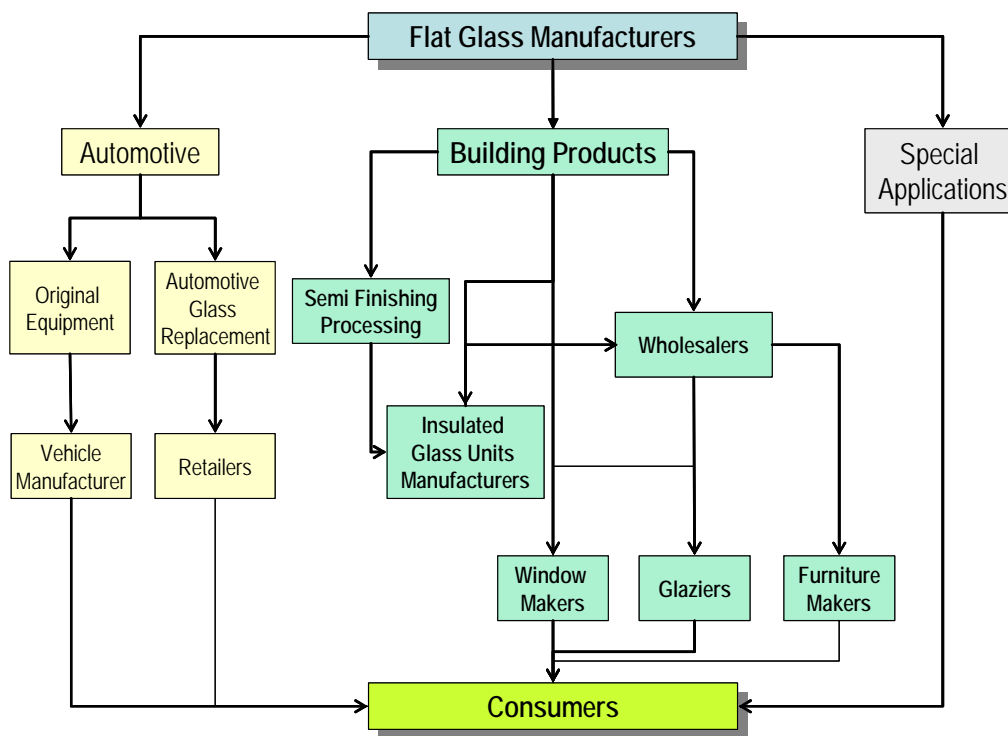 Flat Glass Manufacturers
Automotive
Building Products
Special
Applications
Original
Equipment
Automotive
Glass
Replacement
Semi Finishing
Processing
Wholesalers
Vehicle
Manufacturer
Retailers
Insulated
Glass Units
Manufacturers
Window
Makers
Glaziers
Furniture
Makers
Consumers